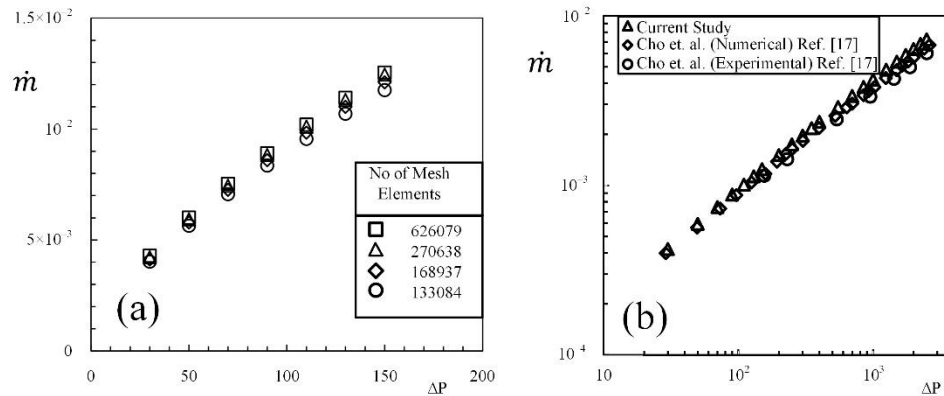 1.5×10⁻²
ṁ
10⁻²
5×10⁻³
0
0
50
100
150
200
ΔP
No of Mesh
Elements
626079
270638
168937
133084
(a)
10⁻²
ṁ
10⁻³
10⁻⁴
10
10²
10³
ΔP
Current Study
Cho et. al. (Numerical) Ref. [17]
Cho et. al. (Experimental) Ref. [17]
(b)